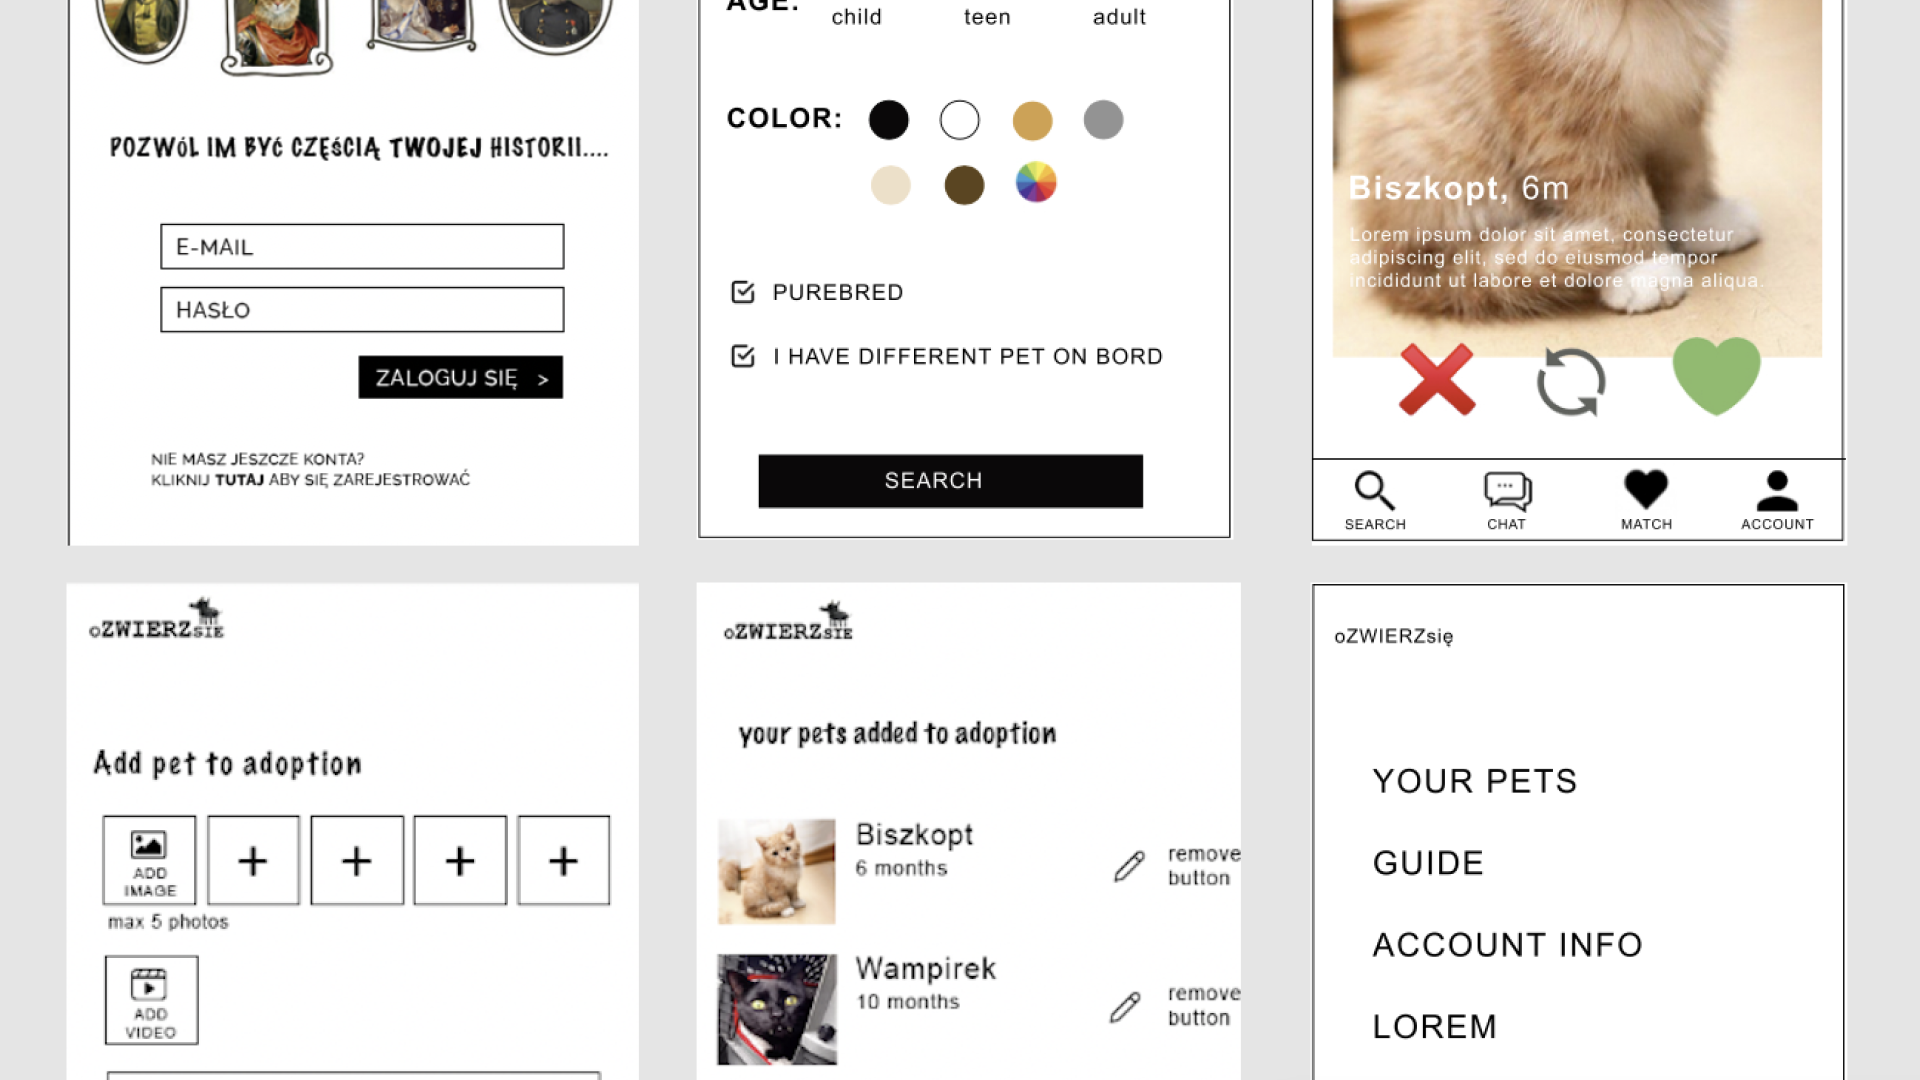 POZWÓL IM BYĆ CZĘŚCIĄ TWOJEJ HISTORII....
E-MAIL
HASŁO
ZALOGUJ SIĘ >
NIE MASZ JESZCZE KONTA?
KLIKNIJ TUTAJ ABY SIĘ ZAREJESTROWAĆ
AGE:
child teen adult
COLOR:
PUREBRED
I HAVE DIFFERENT PET ON BORD
SEARCH
Biszkopt, 6m
Lorem ipsum dolor sit amet, consectetur
adipiscing elit, sed do eiusmod tempor
incididunt ut labore et dolore magna aliqua.
SEARCH CHAT MATCH ACCOUNT
oZWIERZSIE
Add pet to adoption
ADD
IMAGE
+ + + +
max 5 photos
ADD
VIDEO
oZWIERZSIE
your pets added to adoption
Biszkopt
6 months
remove
button
Wampirek
10 months
remove
button
oZWIERZsię
YOUR PETS
GUIDE
ACCOUNT INFO
LOREM